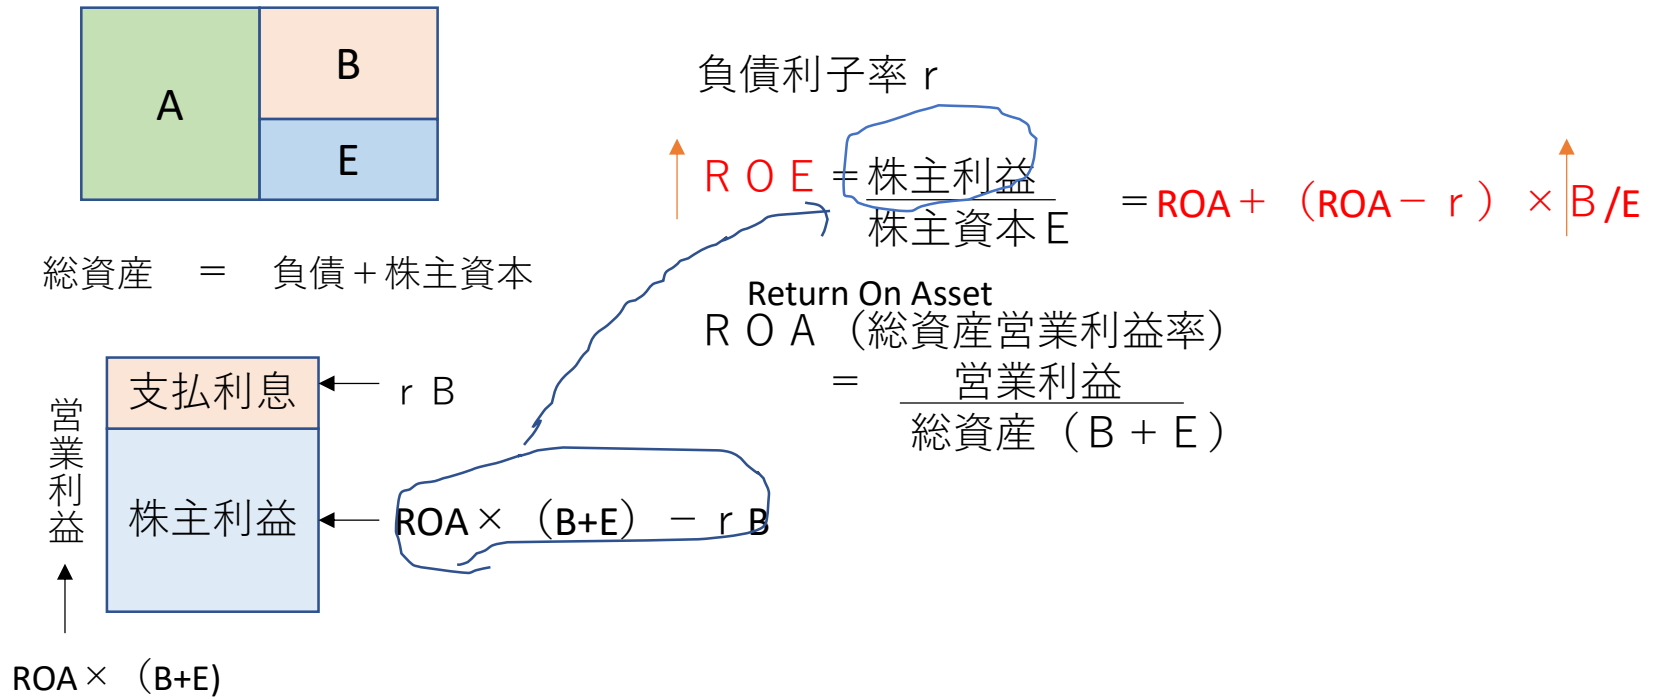 A
B
E
総資産 = 負債+株主資本
負債利子率 r
ROE = 株主利益
株主資本E
=ROA+ (ROA- r) × B/E
Return On Asset
ROA (総資産営業利益率)
= 営業利益
総資産 (B+E)
営業利益
支払利息
r B
株主利益
ROA× (B+E) - r B
ROA× (B+E)